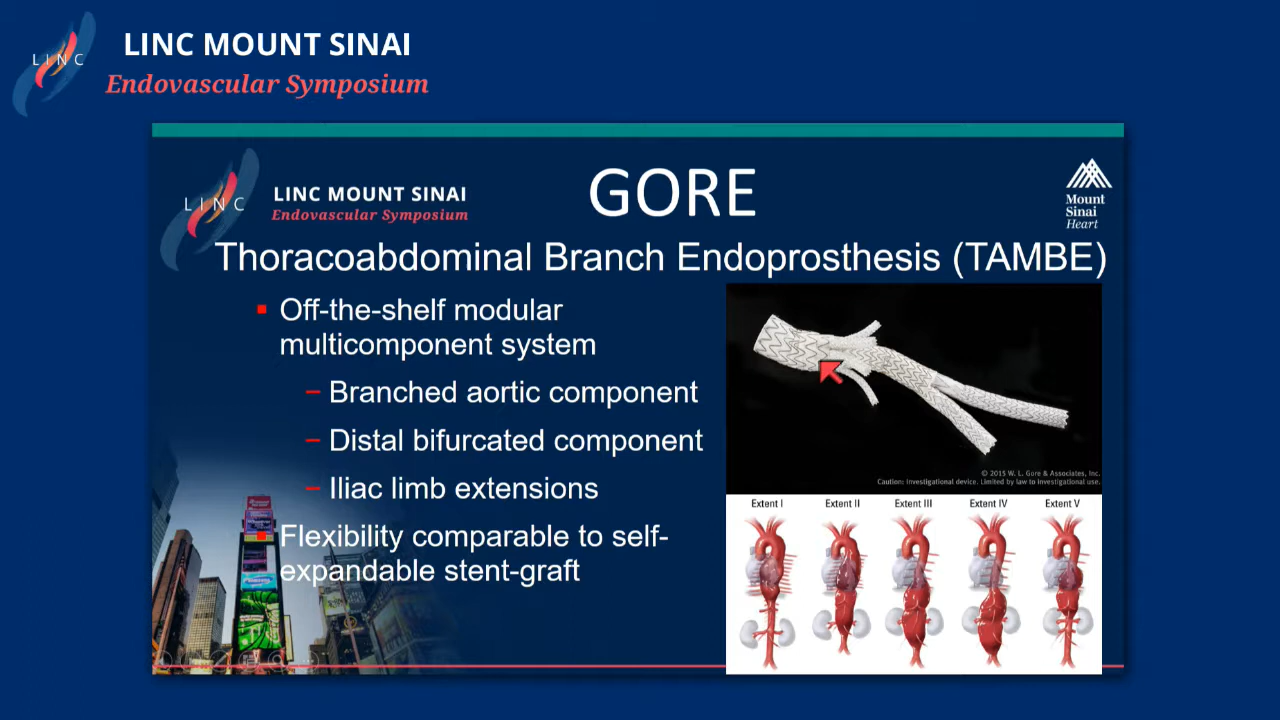 LINC
LINC MOUNT SINAI
Endovascular Symposium
LINC
LINC MOUNT SINAI
Endovascular Symposium
GORE
Mount
Sinai
Heart
Thoracoabdominal Branch Endoprosthesis (TAMBE)
Off-the-shelf modular
multicomponent system
– Branched aortic component
– Distal bifurcated component
– Iliac limb extensions
Flexibility comparable to self-
expandable stent-graft
© 2015 W. L. Gore & Associates, Inc.
Caution: Investigational device. Limited by law to investigational use.
Extent I Extent II Extent III Extent IV Extent V